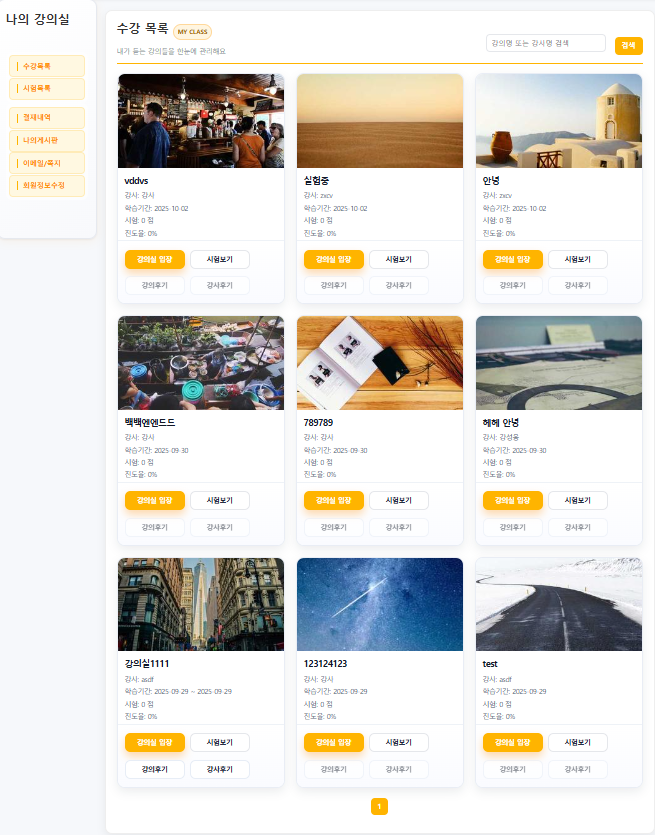 나의 강의실
수강목록
시험목록
결제내역
나의게시판
이메일/쪽지
회원정보수정
수강 목록 MY CLASS
내가 듣는 강의들을 한눈에 관리해요
강의명 또는 강사명 검색 검색
vddvs
강사: 강사
학습기간: 2025-10-02
시험: 0 점
진도율: 0%
강의실 입장 시험보기
강의후기 강사후기
실험중
강사: zxcv
학습기간: 2025-10-02
시험: 0 점
진도율: 0%
강의실 입장 시험보기
강의후기 강사후기
안녕
강사: zxcv
학습기간: 2025-10-02
시험: 0 점
진도율: 0%
강의실 입장 시험보기
강의후기 강사후기
백백엔엔드드
강사: 강사
학습기간: 2025-09-30
시험: 0 점
진도율: 0%
강의실 입장 시험보기
강의후기 강사후기
789789
강사: 강사
학습기간: 2025-09-30
시험: 0 점
진도율: 0%
강의실 입장 시험보기
강의후기 강사후기
헤헤 안녕
강사: 강성웅
학습기간: 2025-09-30
시험: 0 점
진도율: 0%
강의실 입장 시험보기
강의후기 강사후기
강의실1111
강사: asdf
학습기간: 2025-09-29 ~ 2025-09-29
시험: 0 점
진도율: 0%
강의실 입장 시험보기
강의후기 강사후기
123124123
강사: 강사
학습기간: 2025-09-29
시험: 0 점
진도율: 0%
강의실 입장 시험보기
강의후기 강사후기
test
강사: asdf
학습기간: 2025-09-29
시험: 0 점
진도율: 0%
강의실 입장 시험보기
강의후기 강사후기
1